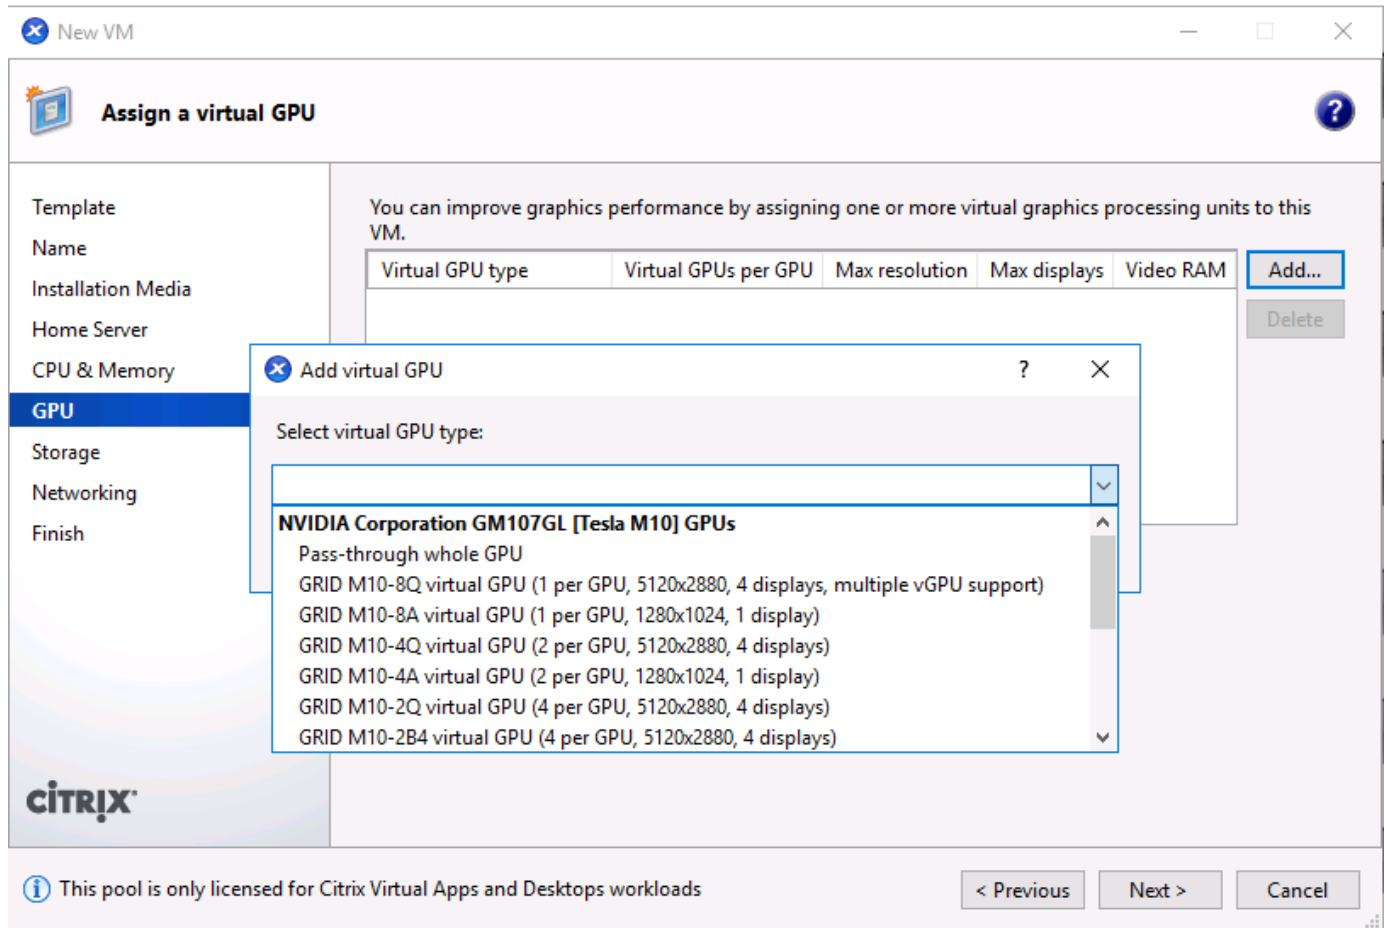 New VM
Assign a virtual GPU
?
Template
Name
Installation Media
Home Server
CPU & Memory
GPU
Storage
Networking
Finish
You can improve graphics performance by assigning one or more virtual graphics processing units to this
VM.
Virtual GPU type Virtual GPUs per GPU Max resolution Max displays Video RAM
Add...
Delete
Add virtual GPU ?
Select virtual GPU type:
NVIDIA Corporation GM107GL [Tesla M10] GPUs
Pass-through whole GPU
GRID M10-8Q virtual GPU (1 per GPU, 5120x2880, 4 displays, multiple vGPU support)
GRID M10-8A virtual GPU (1 per GPU, 1280x1024, 1 display)
GRID M10-4Q virtual GPU (2 per GPU, 5120x2880, 4 displays)
GRID M10-4A virtual GPU (2 per GPU, 1280x1024, 1 display)
GRID M10-2Q virtual GPU (4 per GPU, 5120x2880, 4 displays)
GRID M10-2B4 virtual GPU (4 per GPU, 5120x2880, 4 displays)
CİTRIX
This pool is only licensed for Citrix Virtual Apps and Desktops workloads
< Previous Next > Cancel